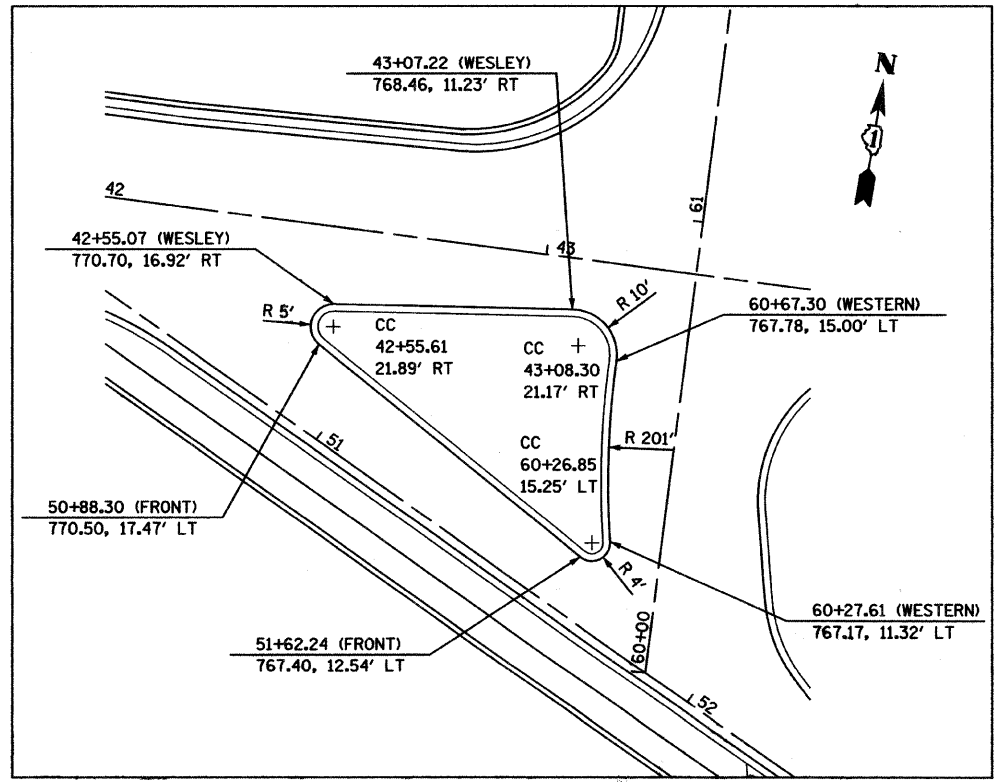 43+07.22 (WESLEY)
768.46, 11.23' RT
N
1
42
61
43
42+55.07 (WESLEY)
770.70, 16.92' RT
R 10'
60+67.30 (WESTERN)
767.78, 15.00' LT
R 5'
CC
42+55.61
21.89' RT
CC
43+08.30
21.17' RT
51
CC
60+26.85
15.25' LT
R 201'
50+88.30 (FRONT)
770.50, 17.47' LT
R 4'
60+27.61 (WESTERN)
767.17, 11.32' LT
60+00
51+62.24 (FRONT)
767.40, 12.54' LT
52